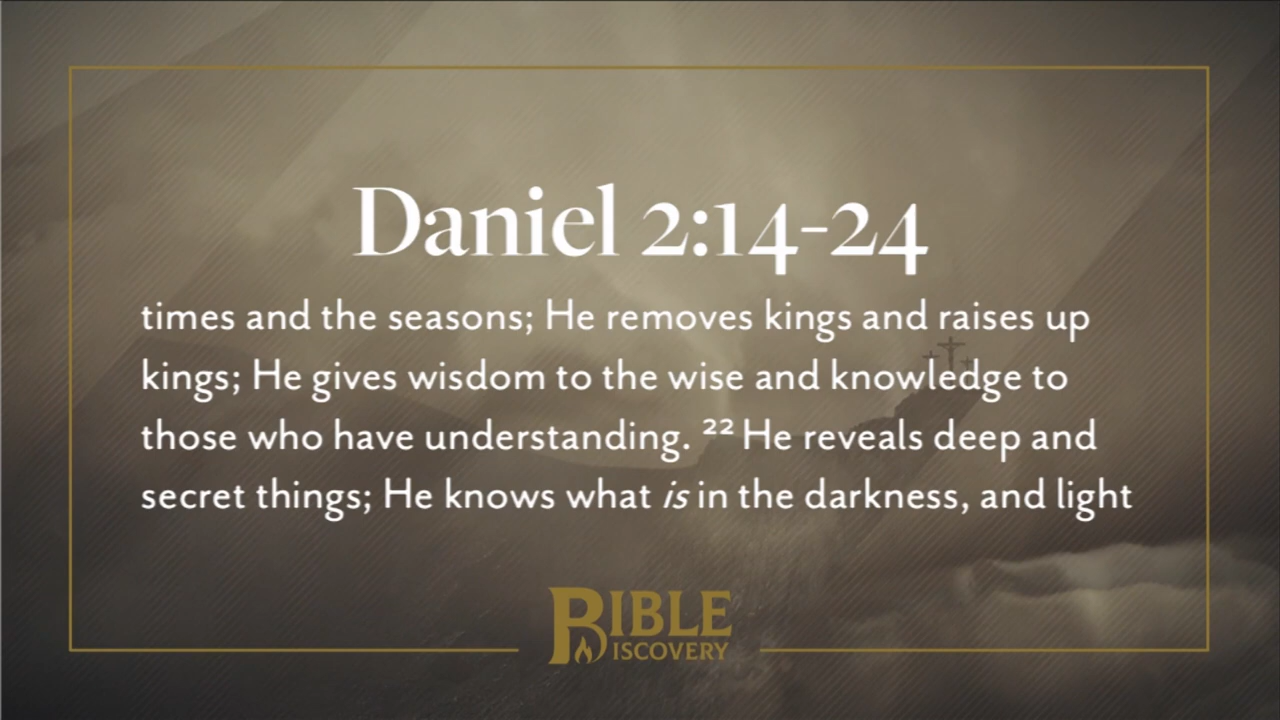 Daniel 2:14-24
times and the seasons; He removes kings and raises up
kings; He gives wisdom to the wise and knowledge to
those who have understanding. ²² He reveals deep and
secret things; He knows what is in the darkness, and light
BIBLE
DISCOVERY